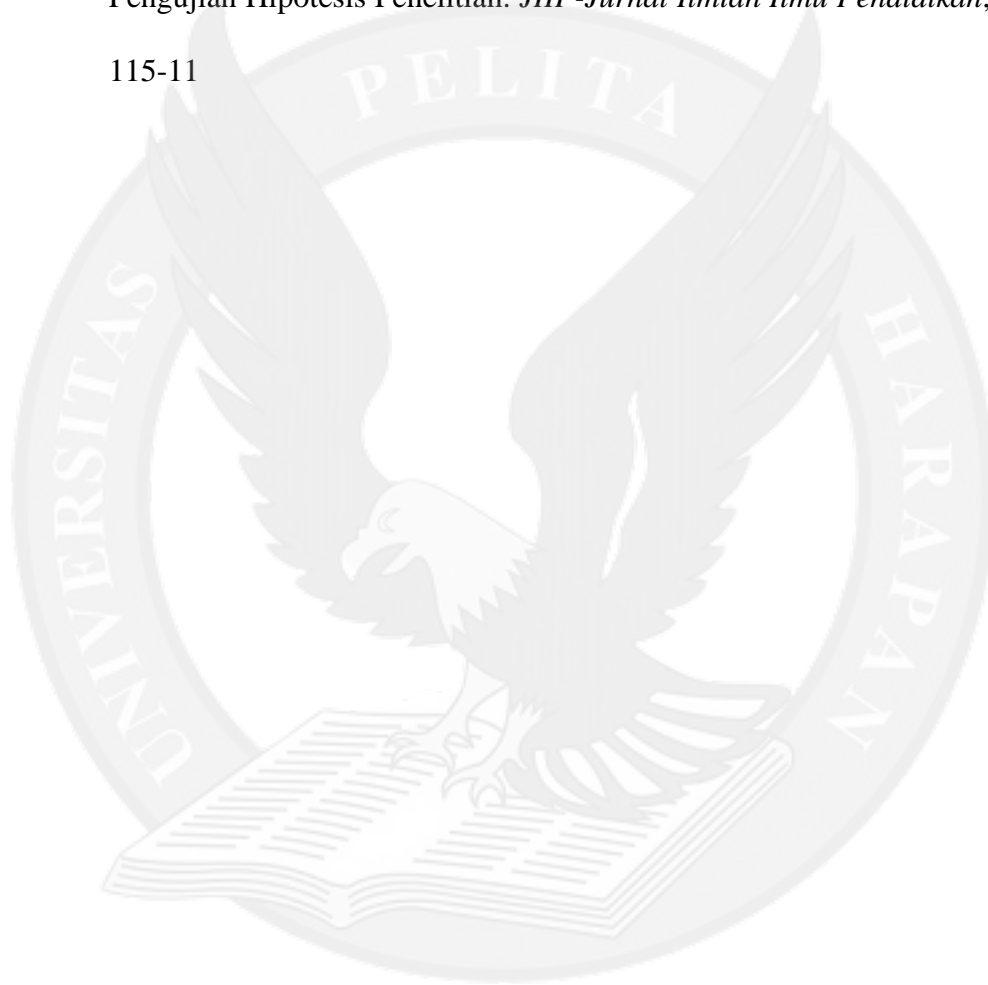 Pengujian Hipotesis Penelitian. JIIP-Jurnal Ilmiah Ilmu Pendidikan,
115-11
UNIVERSITAS PELITA HARAPAN